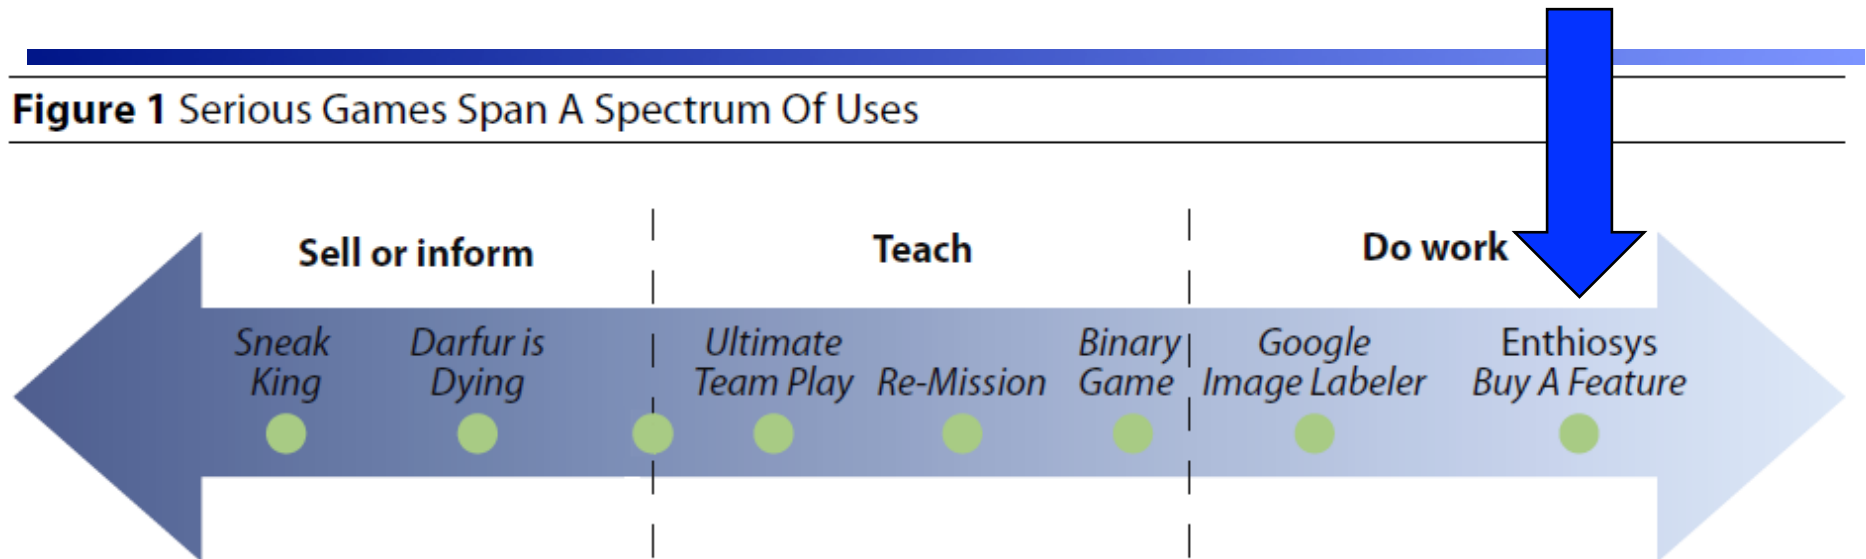 Figure 1 Serious Games Span A Spectrum Of Uses
Sell or inform
Teach
Do work
Sneak
King
Darfur is
Dying
Ultimate
Team Play
Re-Mission
Binary
Game
Google
Image Labeler
Enthiosys
Buy A Feature